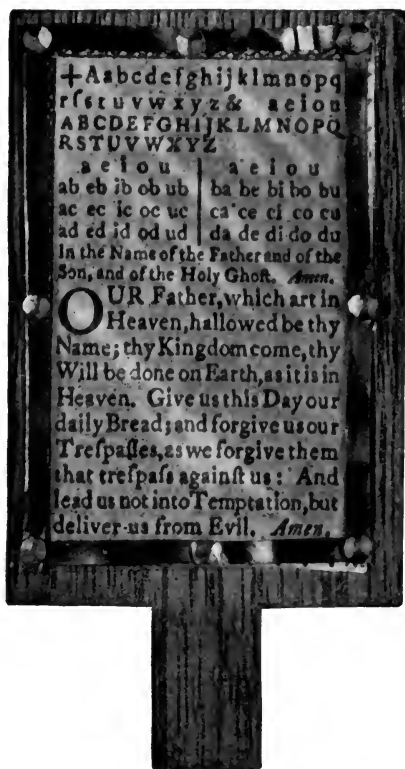 +Aabcdefghijklmnopq
rſstuvwxyz& aeiou
ABCDEFGHIJKLMNOPQ
RSTUVWXYZ
a e i o u a e i o u
ab eb ib ob ub ba be bi bo bu
ac ec ic oc uc ca ce ci co cu
ad ed id od ud da de di do du
In the Name of the Father and of the
Son, and of the Holy Ghoſt. Amen.
OUR Father, which art in
Heaven, hallowed be thy
Name; thy Kingdom come, thy
Will be done on Earth, as it is in
Heaven. Give us this Day our
daily Bread; and forgive us our
Treſpaſſes, as we forgive them
that treſpaſs againſt us: And
lead us not into Temptation, but
deliver us from Evil. Amen.